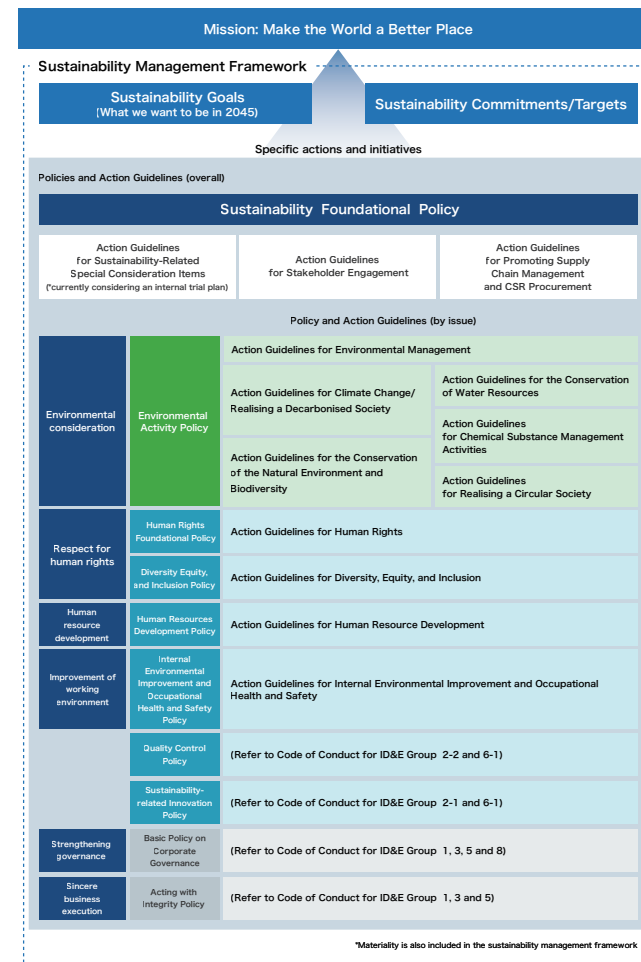 Mission: Make the World a Better Place
Sustainability Management Framework
Sustainability Goals
(What we want to be in 2045)
Sustainability Commitments/Targets
Specific actions and initiatives
Policies and Action Guidelines (overall)
Sustainability Foundational Policy
Action Guidelines
for Sustainability-Related
Special Consideration Items
(*currently considering an internal trial plan)
Action Guidelines
for Stakeholder Engagement
Action Guidelines
for Promoting Supply
Chain Management
and CSR Procurement
Policy and Action Guidelines (by issue)
Environmental
consideration
Environmental
Activity Policy
Action Guidelines for Environmental Management
Action Guidelines for Climate Change/
Realising a Decarbonised Society
Action Guidelines for the Conservation
of the Natural Environment and
Biodiversity
Action Guidelines for the Conservation
of Water Resources
Action Guidelines
for Chemical Substance Management
Activities
Action Guidelines
for Realising a Circular Society
Respect for
human rights
Human Rights
Foundational Policy
Action Guidelines for Human Rights
Diversity Equity,
and Inclusion Policy
Action Guidelines for Diversity, Equity, and Inclusion
Human
resource
development
Human Resources
Development Policy
Action Guidelines for Human Resource Development
Improvement of
working
environment
Internal
Environmental
Improvement and
Occupational
Health and Safety
Policy
Action Guidelines for Internal Environmental Improvement and Occupational
Health and Safety
Quality Control
Policy
(Refer to Code of Conduct for ID&E Group 2-2 and 6-1)
Sustainability-
related Innovation
Policy
(Refer to Code of Conduct for ID&E Group 2-1 and 6-1)
Strengthening
governance
Basic Policy on
Corporate
Governance
(Refer to Code of Conduct for ID&E Group 1, 3, 5 and 8)
Sincere
business
execution
Acting with
Integrity Policy
(Refer to Code of Conduct for ID&E Group 1, 3 and 5)
*Materiality is also included in the sustainability management framework